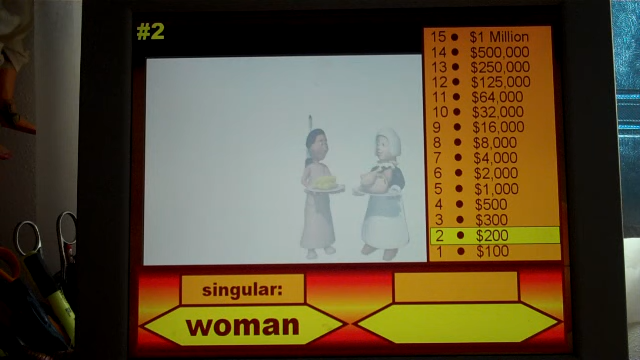 #2
15 • $1 Million
14 • $500,000
13 • $250,000
12 • $125,000
11 • $64,000
10 • $32,000
9 • $16,000
8 • $8,000
7 • $4,000
6 • $2,000
5 • $1,000
4 • $500
3 • $300
2 • $200
1 • $100
singular:
woman